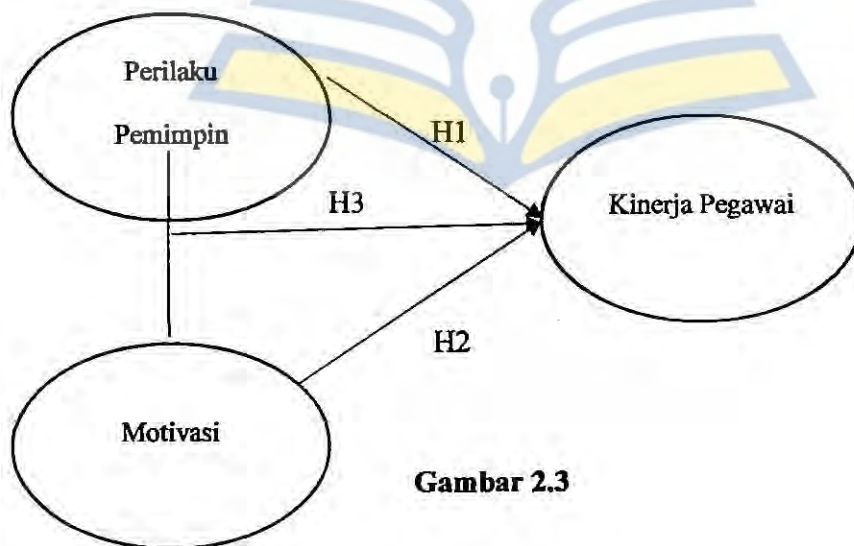 Perilaku
Pemimpin
H1
H3
Kinerja Pegawai
H2
Motivasi
Gambar 2.3